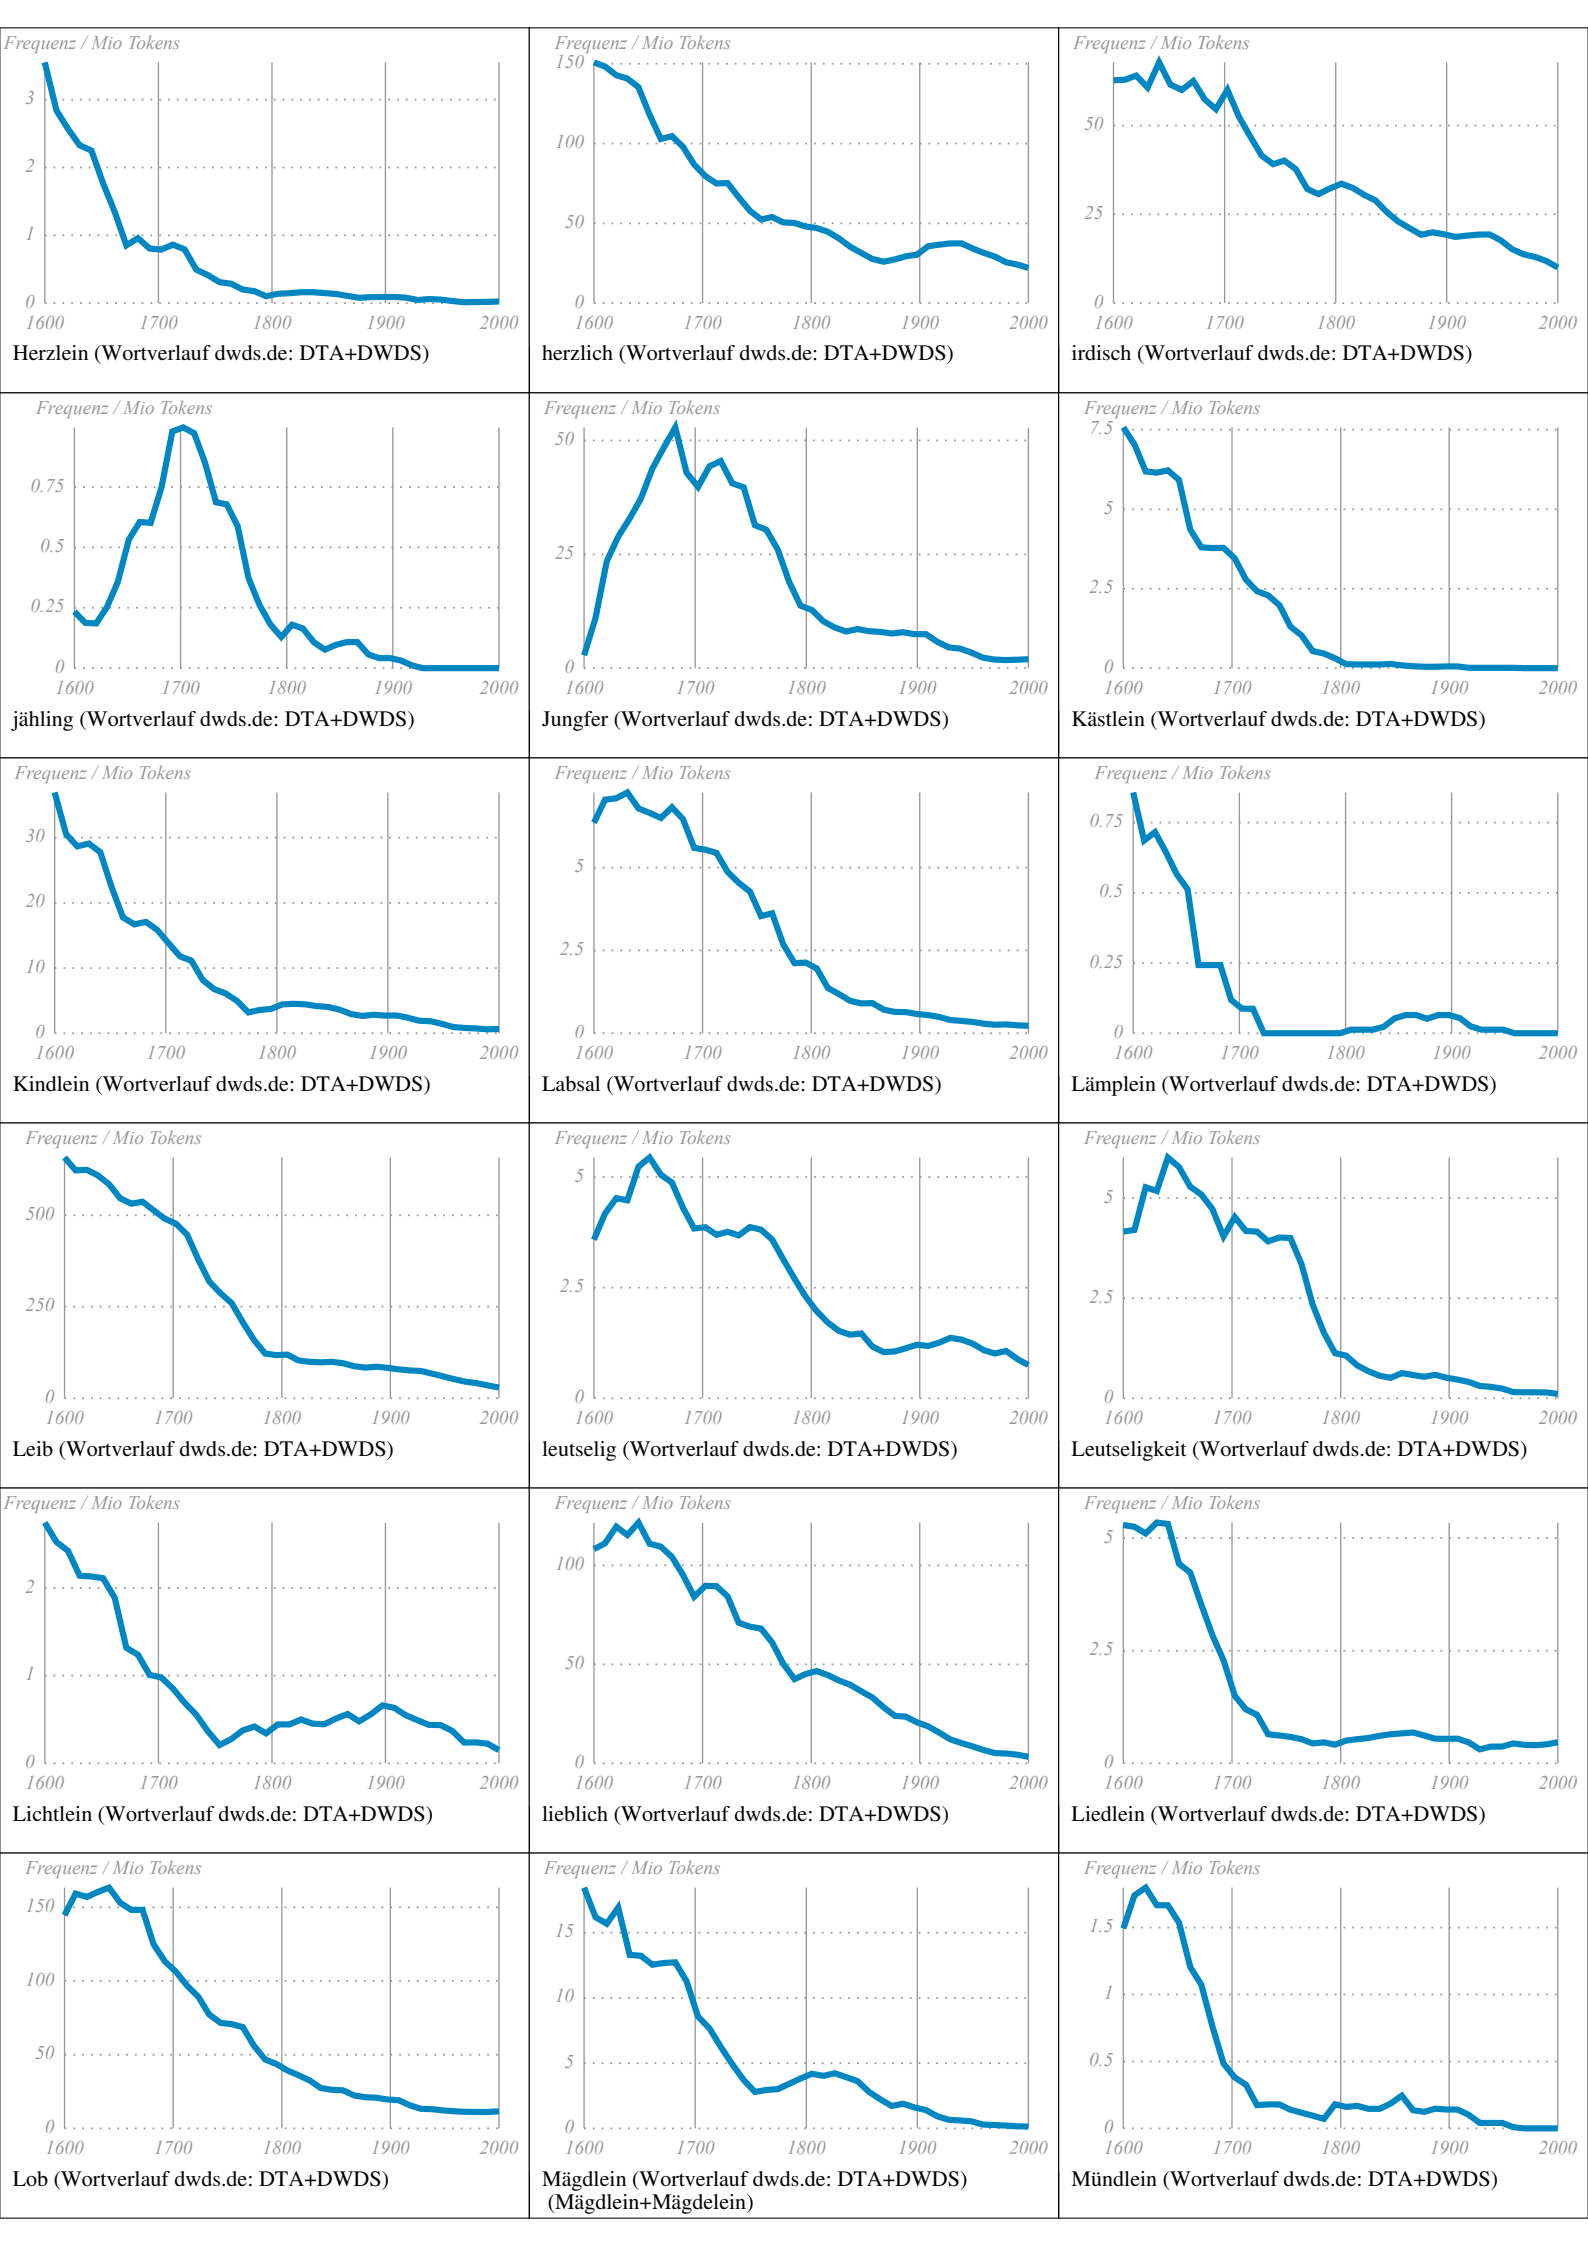 Frequenz / Mio Tokens
3
2
1
0
1600 1700 1800 1900 2000
Herzlein (Wortverlauf dwds.de: DTA+DWDS)
Frequenz / Mio Tokens
150
100
50
0
1600 1700 1800 1900 2000
herzlich (Wortverlauf dwds.de: DTA+DWDS)
Frequenz / Mio Tokens
50
25
0
1600 1700 1800 1900 2000
irdisch (Wortverlauf dwds.de: DTA+DWDS)
Frequenz / Mio Tokens
0.75
0.5
0.25
0
1600 1700 1800 1900 2000
jähling (Wortverlauf dwds.de: DTA+DWDS)
Frequenz / Mio Tokens
50
25
0
1600 1700 1800 1900 2000
Jungfer (Wortverlauf dwds.de: DTA+DWDS)
Frequenz / Mio Tokens
7.5
5
2.5
0
1600 1700 1800 1900 2000
Kästlein (Wortverlauf dwds.de: DTA+DWDS)
Frequenz / Mio Tokens
30
20
10
0
1600 1700 1800 1900 2000
Kindlein (Wortverlauf dwds.de: DTA+DWDS)
Frequenz / Mio Tokens
5
2.5
0
1600 1700 1800 1900 2000
Labsal (Wortverlauf dwds.de: DTA+DWDS)
Frequenz / Mio Tokens
0.75
0.5
0.25
0
1600 1700 1800 1900 2000
Lämplein (Wortverlauf dwds.de: DTA+DWDS)
Frequenz / Mio Tokens
500
250
0
1600 1700 1800 1900 2000
Leib (Wortverlauf dwds.de: DTA+DWDS)
Frequenz / Mio Tokens
5
2.5
0
1600 1700 1800 1900 2000
leutselig (Wortverlauf dwds.de: DTA+DWDS)
Frequenz / Mio Tokens
5
2.5
0
1600 1700 1800 1900 2000
Leutseligkeit (Wortverlauf dwds.de: DTA+DWDS)
Frequenz / Mio Tokens
2
1
0
1600 1700 1800 1900 2000
Lichtlein (Wortverlauf dwds.de: DTA+DWDS)
Frequenz / Mio Tokens
100
50
0
1600 1700 1800 1900 2000
lieblich (Wortverlauf dwds.de: DTA+DWDS)
Frequenz / Mio Tokens
5
2.5
0
1600 1700 1800 1900 2000
Liedlein (Wortverlauf dwds.de: DTA+DWDS)
Frequenz / Mio Tokens
150
100
50
0
1600 1700 1800 1900 2000
Lob (Wortverlauf dwds.de: DTA+DWDS)
Frequenz / Mio Tokens
15
10
5
0
1600 1700 1800 1900 2000
Mägdlein (Wortverlauf dwds.de: DTA+DWDS)
(Mägdlein+Mägdelein)
Frequenz / Mio Tokens
1.5
1
0.5
0
1600 1700 1800 1900 2000
Mündlein (Wortverlauf dwds.de: DTA+DWDS)